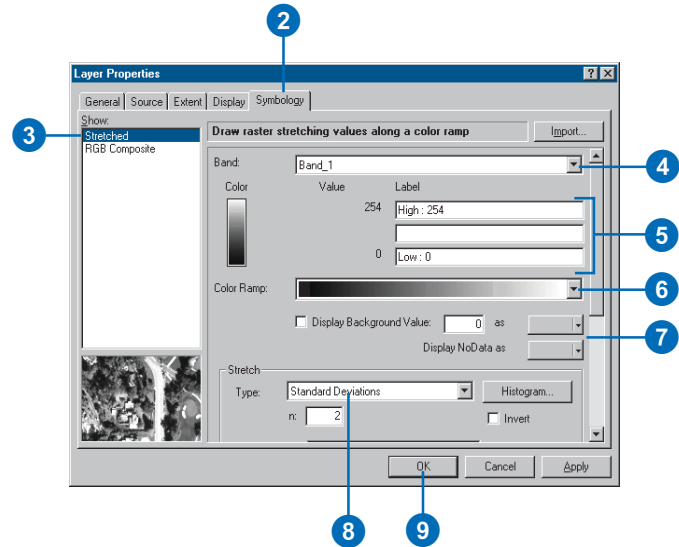 2
Layer Properties
General Source Extent Display Symbology
Show:
3
Stretched
RGB Composite
Draw raster stretching values along a color ramp
Import...
Band:
Band_1
4
Color Value Label
254 High : 254
5
0 Low : 0
Color Ramp:
6
Display Background Value: 0 as
7
Display NoData as
Stretch
Type: Standard Deviations Histogram...
n: 2 Invert
OK Cancel Apply
8 9